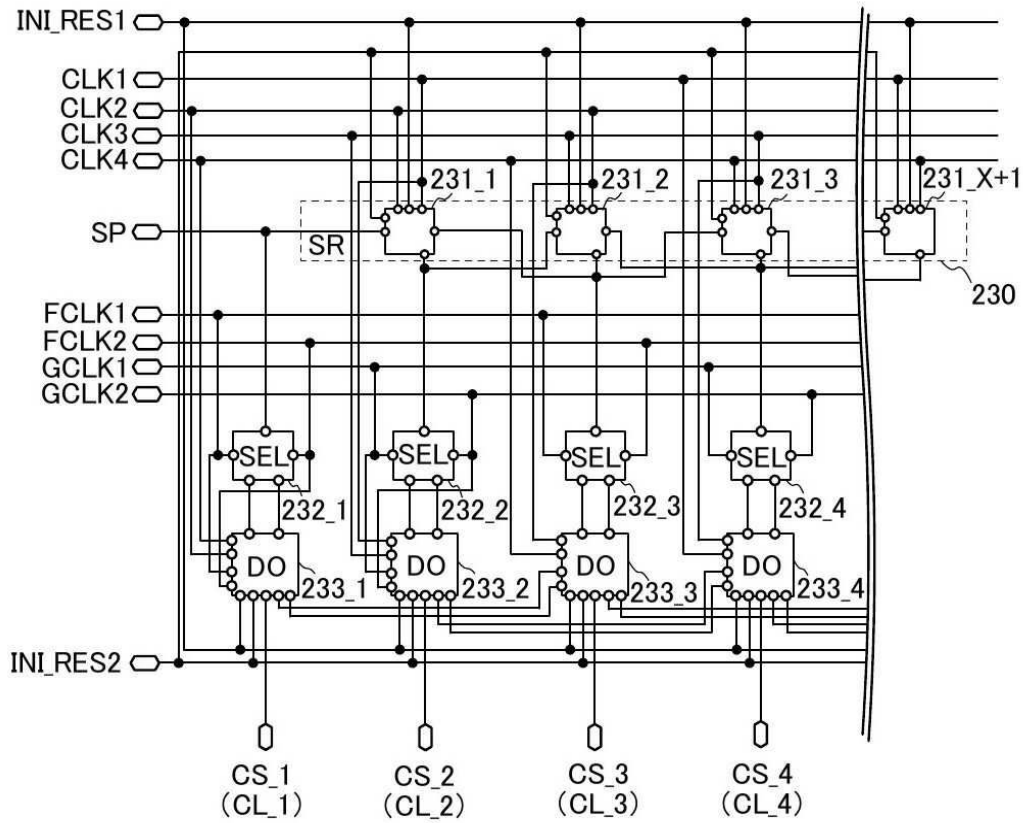 INI_RES1
CLK1
CLK2
CLK3
CLK4
231_1
231_2
231_3
231_X+1
SP
SR
230
FCLK1
FCLK2
GCLK1
GCLK2
SEL
SEL
SEL
SEL
232_1
232_2
232_3
232_4
DO
DO
DO
DO
233_1
233_2
233_3
233_4
INI_RES2
CS_1
CS_2
CS_3
CS_4
(CL_1)
(CL_2)
(CL_3)
(CL_4)